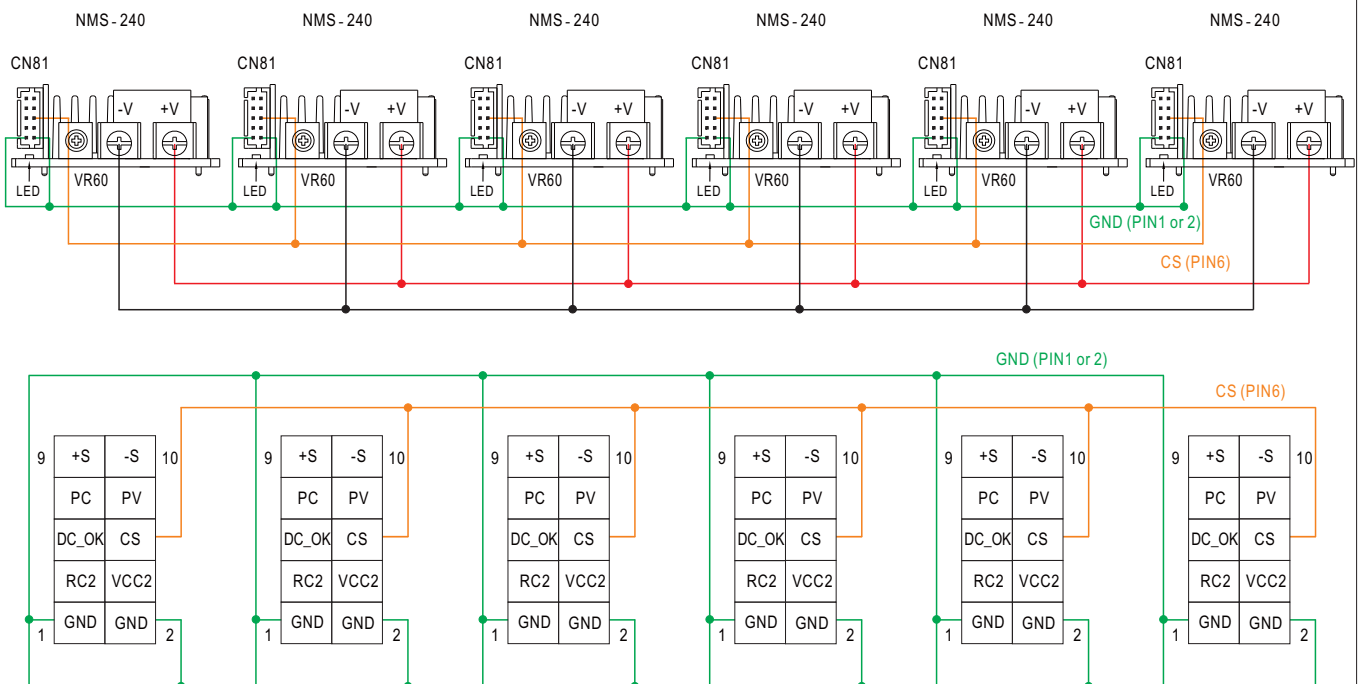 NMS-240 NMS-240 NMS-240 NMS-240 NMS-240 NMS-240
CN81 CN81 CN81 CN81 CN81 CN81
-V +V -V +V -V +V -V +V -V +V -V +V
LED VR60 LED VR60 LED VR60 LED VR60 LED VR60 LED VR60
GND (PIN1 or 2)
CS (PIN6)
GND (PIN1 or 2)
CS (PIN6)
9 +S -S 10 9 +S -S 10 9 +S -S 10 9 +S -S 10 9 +S -S 10 9 +S -S 10
PC PV PC PV PC PV PC PV PC PV PC PV
DC_OK CS DC_OK CS DC_OK CS DC_OK CS DC_OK CS DC_OK CS
RC2 VCC2 RC2 VCC2 RC2 VCC2 RC2 VCC2 RC2 VCC2 RC2 VCC2
1 GND GND 2 1 GND GND 2 1 GND GND 2 1 GND GND 2 1 GND GND 2 1 GND GND 2